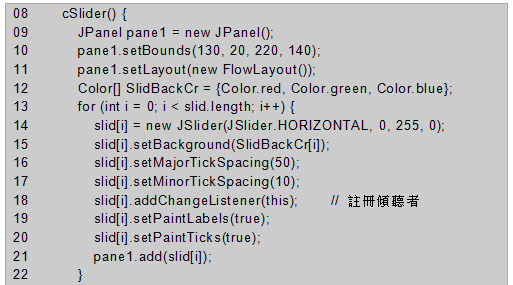 08 cSlider() {
09 JPanel pane1 = new JPanel();
10 pane1.setBounds(130, 20, 220, 140);
11 pane1.setLayout(new FlowLayout());
12 Color[] SlidBackCr = {Color.red, Color.green, Color.blue};
13 for (int i = 0; i < slid.length; i++) {
14 slid[i] = new JSlider(JSlider.HORIZONTAL, 0, 255, 0);
15 slid[i].setBackground(SlidBackCr[i]);
16 slid[i].setMajorTickSpacing(50);
17 slid[i].setMinorTickSpacing(10);
18 slid[i].addChangeListener(this); // 註冊傾聽者
19 slid[i].setPaintLabels(true);
20 slid[i].setPaintTicks(true);
21 pane1.add(slid[i]);
22 }